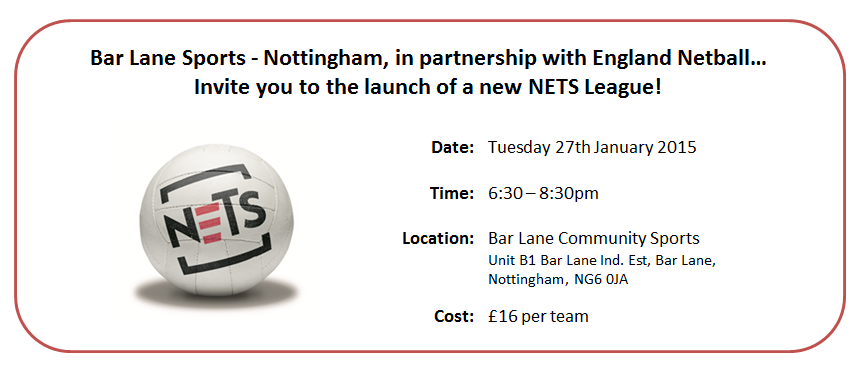 Bar Lane Sports - Nottingham, in partnership with England Netball...
Invite you to the launch of a new NETS League!
NETS
Date: Tuesday 27th January 2015
Time: 6:30 – 8:30pm
Location: Bar Lane Community Sports
Unit B1 Bar Lane Ind. Est, Bar Lane,
Nottingham, NG6 0JA
Cost: £16 per team